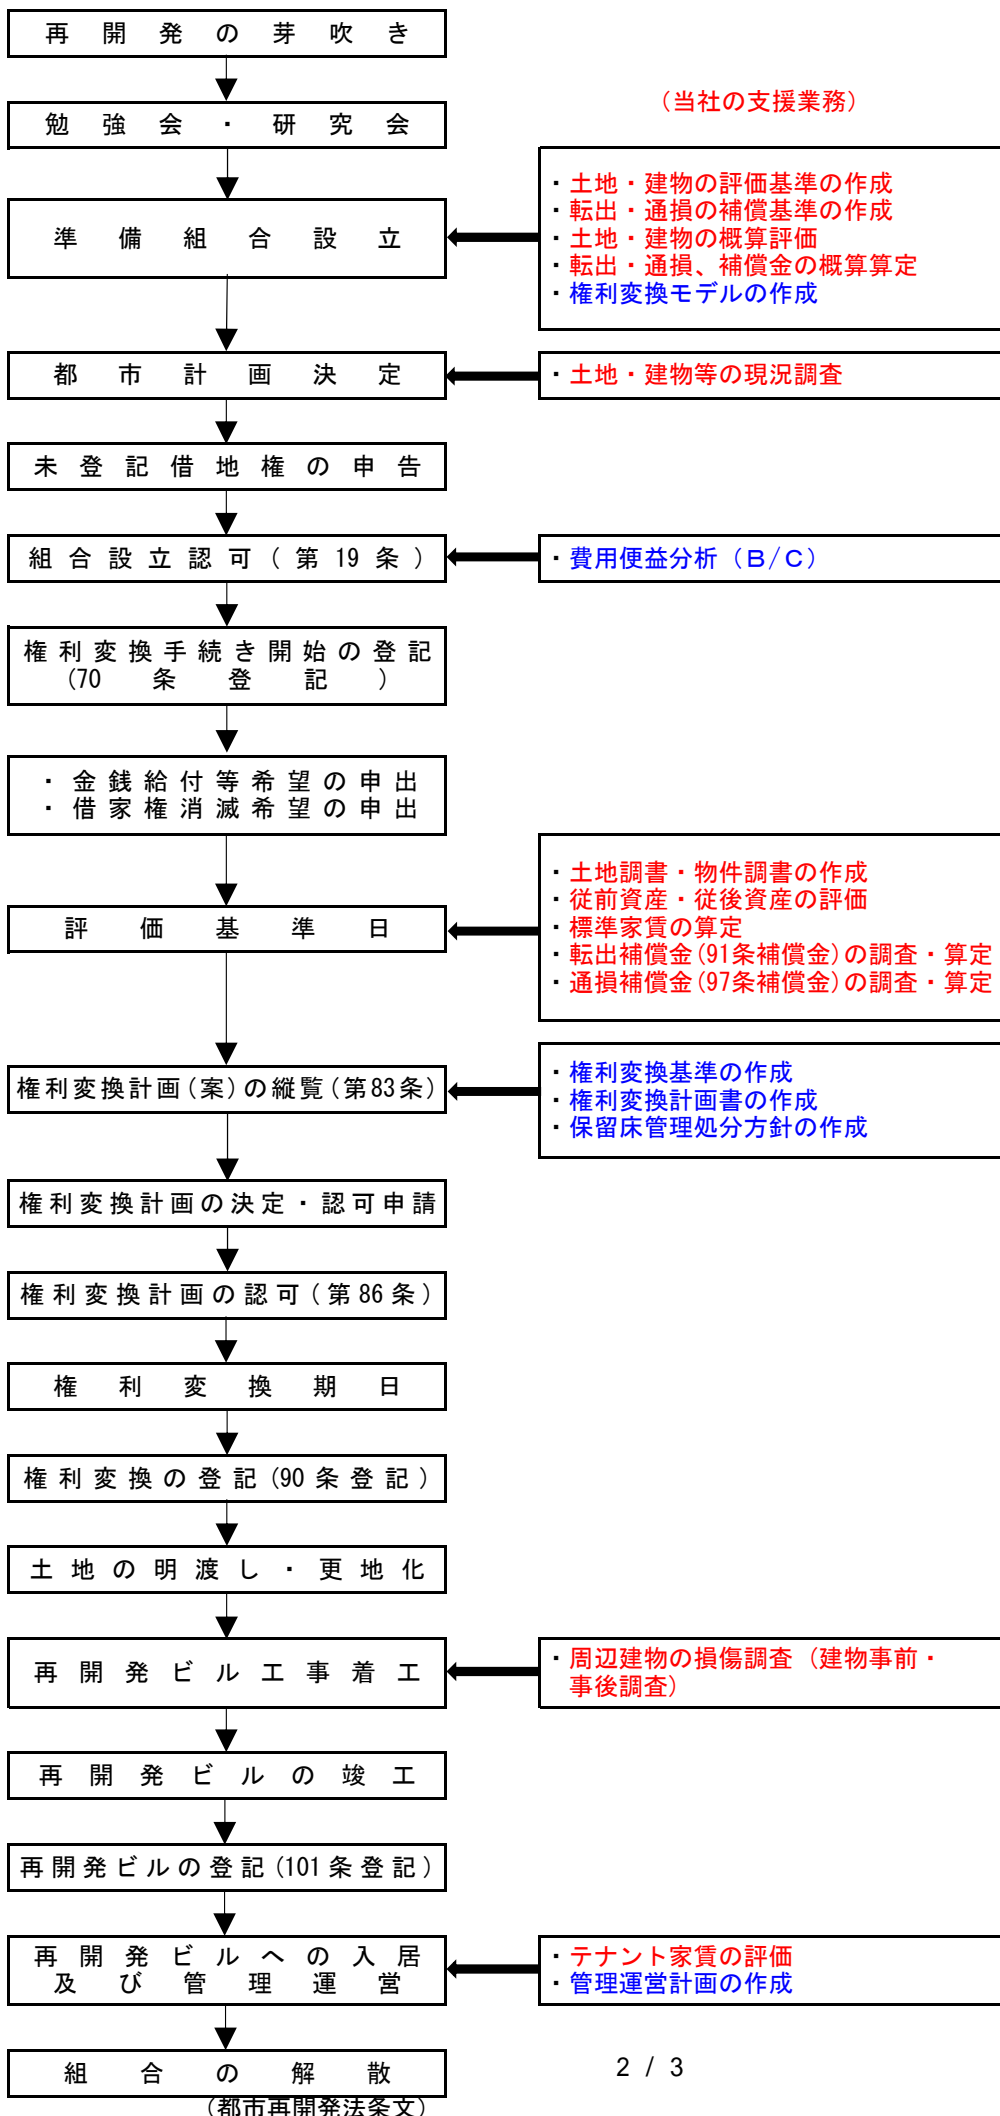 再開発の芽吹き
勉強会・研究会
(当社の支援業務)
準備組合設立
・土地・建物の評価基準の作成
・転出・通損の補償基準の作成
・土地・建物の概算評価
・転出・通損、補償金の概算算定
・権利変換モデルの作成
都市計画決定
・土地・建物等の現況調査
未登記借地権の申告
組合設立認可(第19条)
・費用便益分析(B/C)
権利変換手続き開始の登記
(70条登記)
・金銭給付等希望の申出
・借家権消滅希望の申出
評価基準日
・土地調書・物件調書の作成
・従前資産・従後資産の評価
・標準家賃の算定
・転出補償金(91条補償金)の調査・算定
・通損補償金(97条補償金)の調査・算定
権利変換計画(案)の縦覧(第83条)
・権利変換基準の作成
・権利変換計画書の作成
・保留床管理処分方針の作成
権利変換計画の決定・認可申請
権利変換計画の認可(第86条)
権利変換期日
権利変換の登記(90条登記)
土地の明渡し・更地化
再開発ビル工事着工
・周辺建物の損傷調査(建物事前・
事後調査)
再開発ビルの竣工
再開発ビルの登記(101条登記)
再開発ビルへの入居
及び管理運営
・テナント家賃の評価
・管理運営計画の作成
組合の解散
2 / 3
(都市再開発法条文)